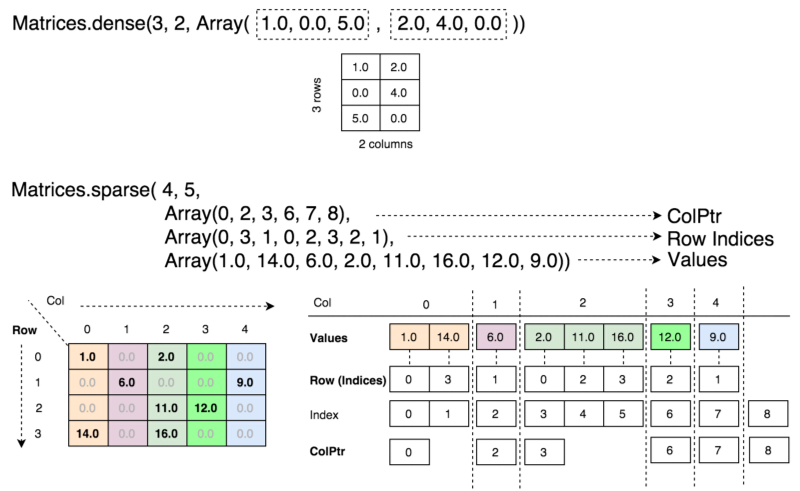 Matrices.dense(3, 2, Array( 1.0, 0.0, 5.0 , 2.0, 4.0, 0.0 ))
3 rows
1.0 2.0
0.0 4.0
5.0 0.0
2 columns
Matrices.sparse( 4, 5,
Array(0, 2, 3, 6, 7, 8), ColPtr
Array(0, 3, 1, 0, 2, 3, 2, 1), Row Indices
Array(1.0, 14.0, 6.0, 2.0, 11.0, 16.0, 12.0, 9.0)) Values
Col
Row 0 1 2 3 4
0 1.0 0.0 2.0 0.0 0.0
1 0.0 6.0 0.0 0.0 9.0
2 0.0 0.0 11.0 12.0 0.0
3 14.0 0.0 16.0 0.0 0.0
Col 0 1 2 3 4
Values 1.0 14.0 6.0 2.0 11.0 16.0 12.0 9.0
Row (Indices) 0 3 1 0 2 3 2 1
Index 0 1 2 3 4 5 6 7 8
ColPtr 0 2 3 6 7 8